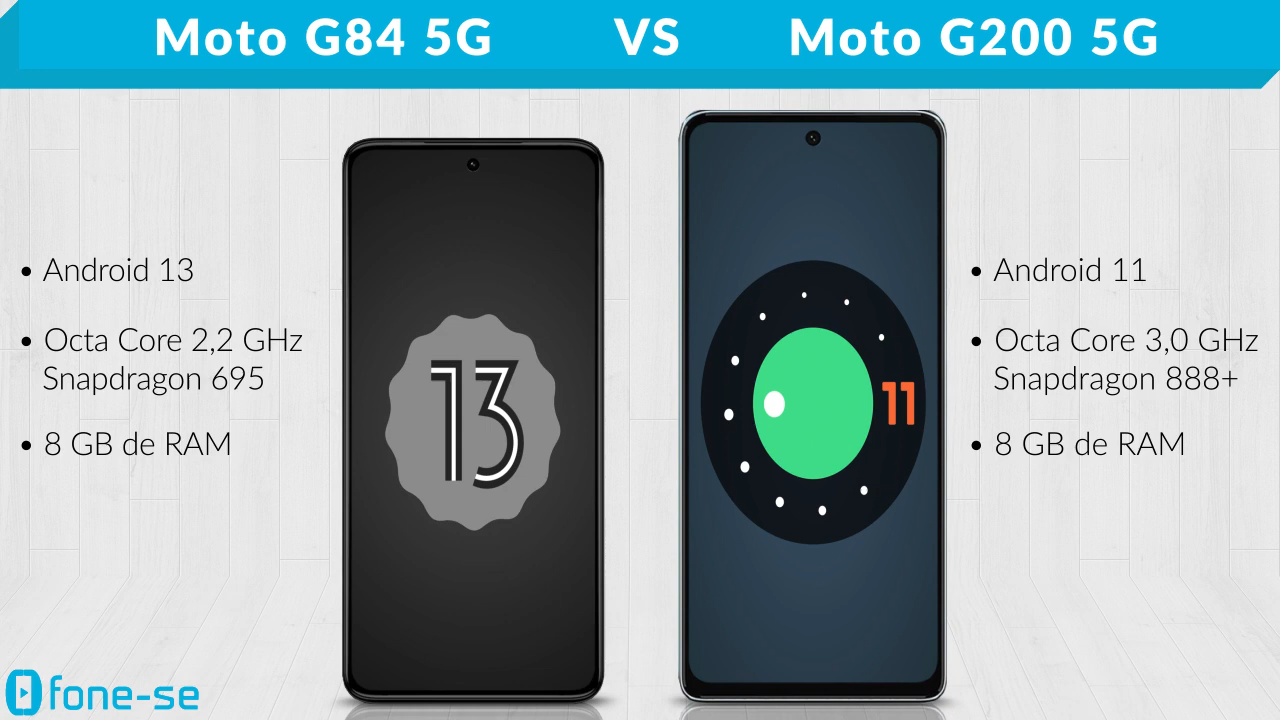 Moto G84 5G VS Moto G200 5G
• Android 13
• Octa Core 2,2 GHz
Snapdragon 695
• 8 GB de RAM
13
11
• Android 11
• Octa Core 3,0 GHz
Snapdragon 888+
• 8 GB de RAM
fone-se